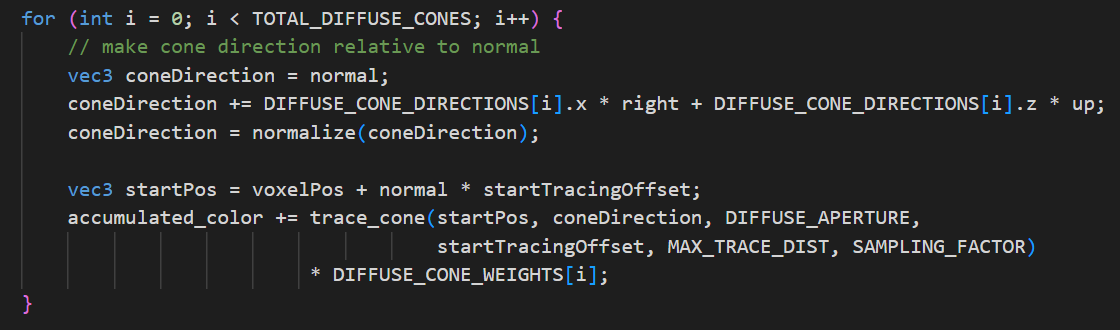 for (int i = 0; i < TOTAL_DIFFUSE_CONES; i++) {
    // make cone direction relative to normal
    vec3 coneDirection = normal;
    coneDirection += DIFFUSE_CONE_DIRECTIONS[i].x * right + DIFFUSE_CONE_DIRECTIONS[i].z * up;
    coneDirection = normalize(coneDirection);

    vec3 startPos = voxelPos + normal * startTracingOffset;
    accumulated_color += trace_cone(startPos, coneDirection, DIFFUSE_APERTURE,
                                    startTracingOffset, MAX_TRACE_DIST, SAMPLING_FACTOR)
                         * DIFFUSE_CONE_WEIGHTS[i];
}